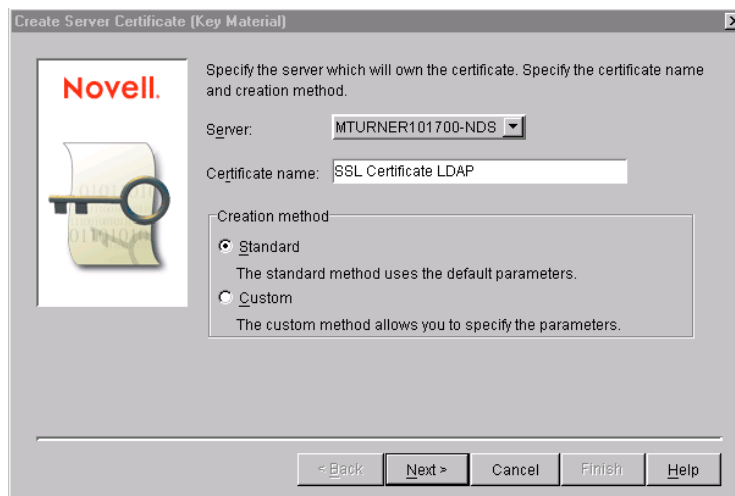 Create Server Certificate (Key Material)
Novell.
Specify the server which will own the certificate. Specify the certificate name
and creation method.
Server: MTURNER101700-NDS
Certificate name: SSL Certificate LDAP
Creation method
Standard
The standard method uses the default parameters.
Custom
The custom method allows you to specify the parameters.
< Back Next > Cancel Finish Help